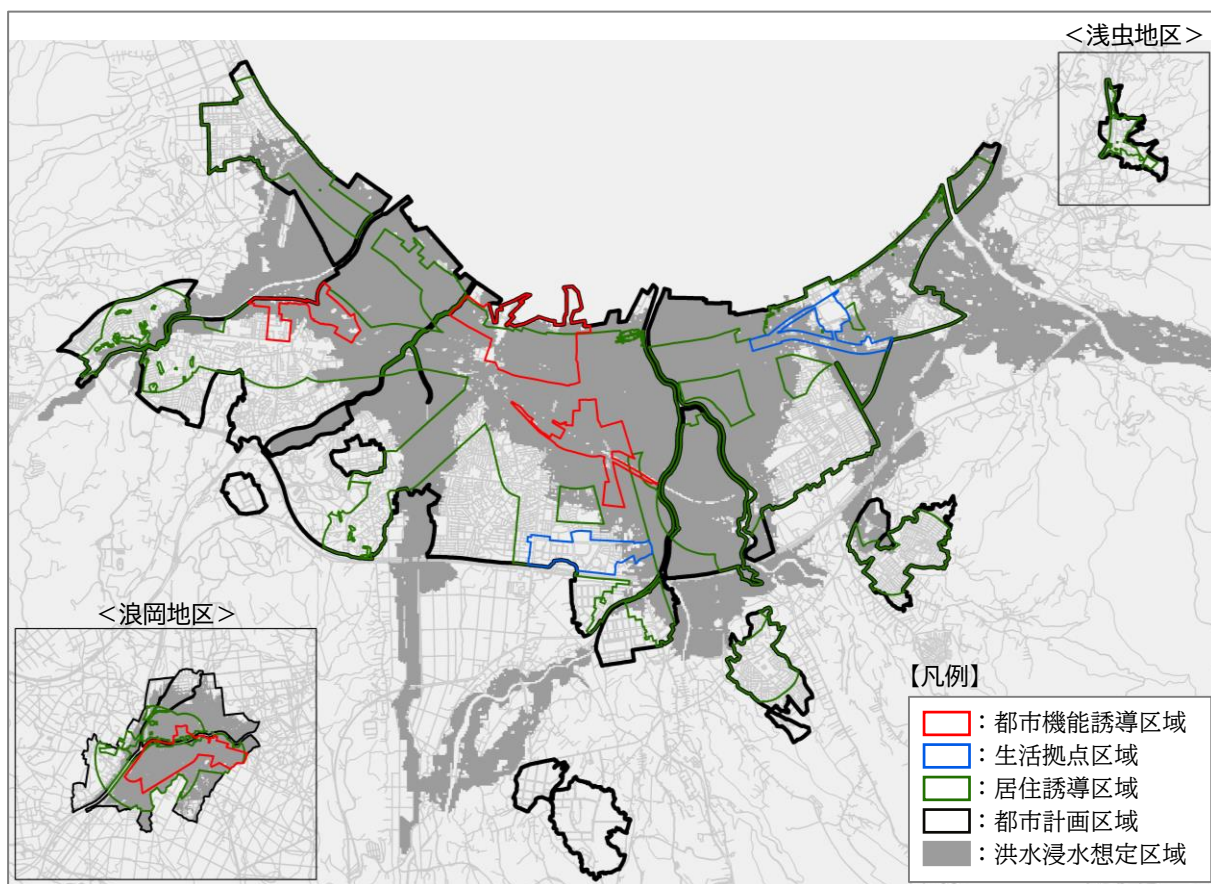 ＜浅虫地区＞
＜浪岡地区＞
【凡例】
：都市機能誘導区域
：生活拠点区域
：居住誘導区域
：都市計画区域
：洪水浸水想定区域